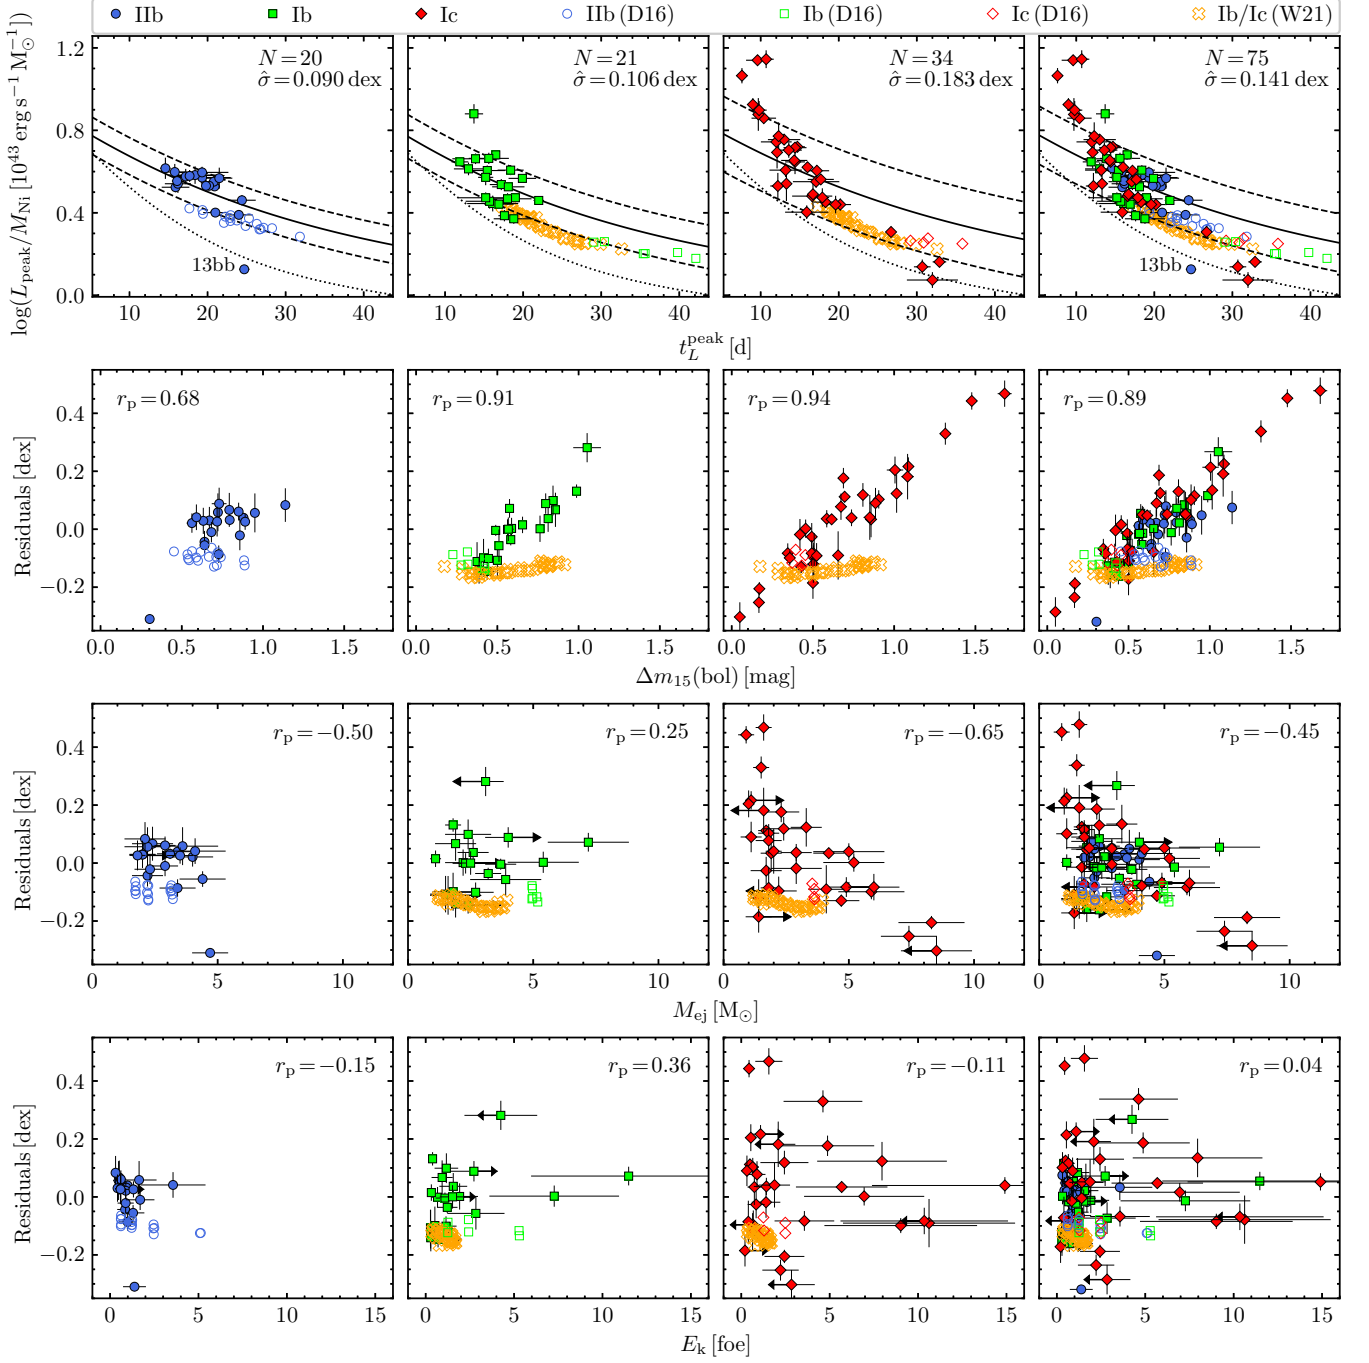 IIb Ib Ic IIb (D16) Ib (D16) Ic (D16) Ib/Ic (W21)
log(L_peak/M_Ni [10^43 erg s^−1 M_⊙^−1])
1.2
0.8
0.4
0.0
N = 20
σ̂ = 0.090 dex
13bb
10 20 30 40
N = 21
σ̂ = 0.106 dex
10 20 30 40
N = 34
σ̂ = 0.183 dex
10 20 30 40
N = 75
σ̂ = 0.141 dex
13bb
10 20 30 40
t_L^peak [d]
Residuals [dex]
0.4
0.2
0.0
−0.2
r_p = 0.68
0.0 0.5 1.0 1.5
r_p = 0.91
0.0 0.5 1.0 1.5
r_p = 0.94
0.0 0.5 1.0 1.5
r_p = 0.89
0.0 0.5 1.0 1.5
Δm_15(bol) [mag]
Residuals [dex]
0.4
0.2
0.0
−0.2
r_p = −0.50
0 5 10
r_p = 0.25
0 5 10
r_p = −0.65
0 5 10
r_p = −0.45
0 5 10
M_ej [M_⊙]
Residuals [dex]
0.4
0.2
0.0
−0.2
r_p = −0.15
0 5 10 15
r_p = 0.36
0 5 10 15
r_p = −0.11
0 5 10 15
r_p = 0.04
0 5 10 15
E_k [foe]